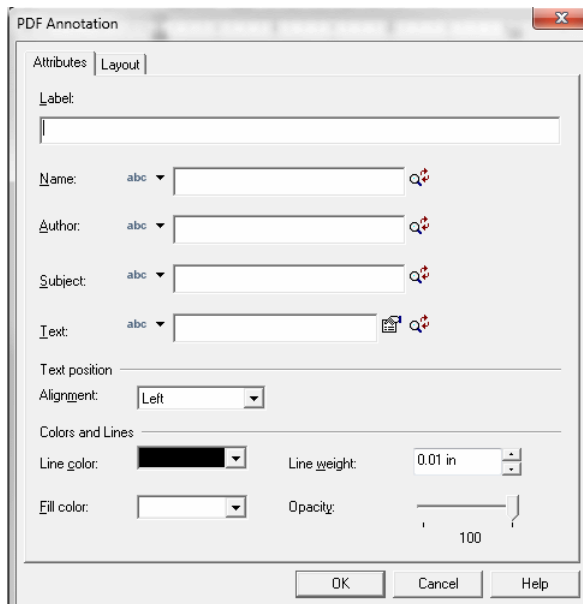 PDF Annotation
Attributes Layout
Label:
Name: abc
Author: abc
Subject: abc
Text: abc
Text position
Alignment: Left
Colors and Lines
Line color: Line weight: 0.01 in
Fill color: Opacity:
100
OK Cancel Help